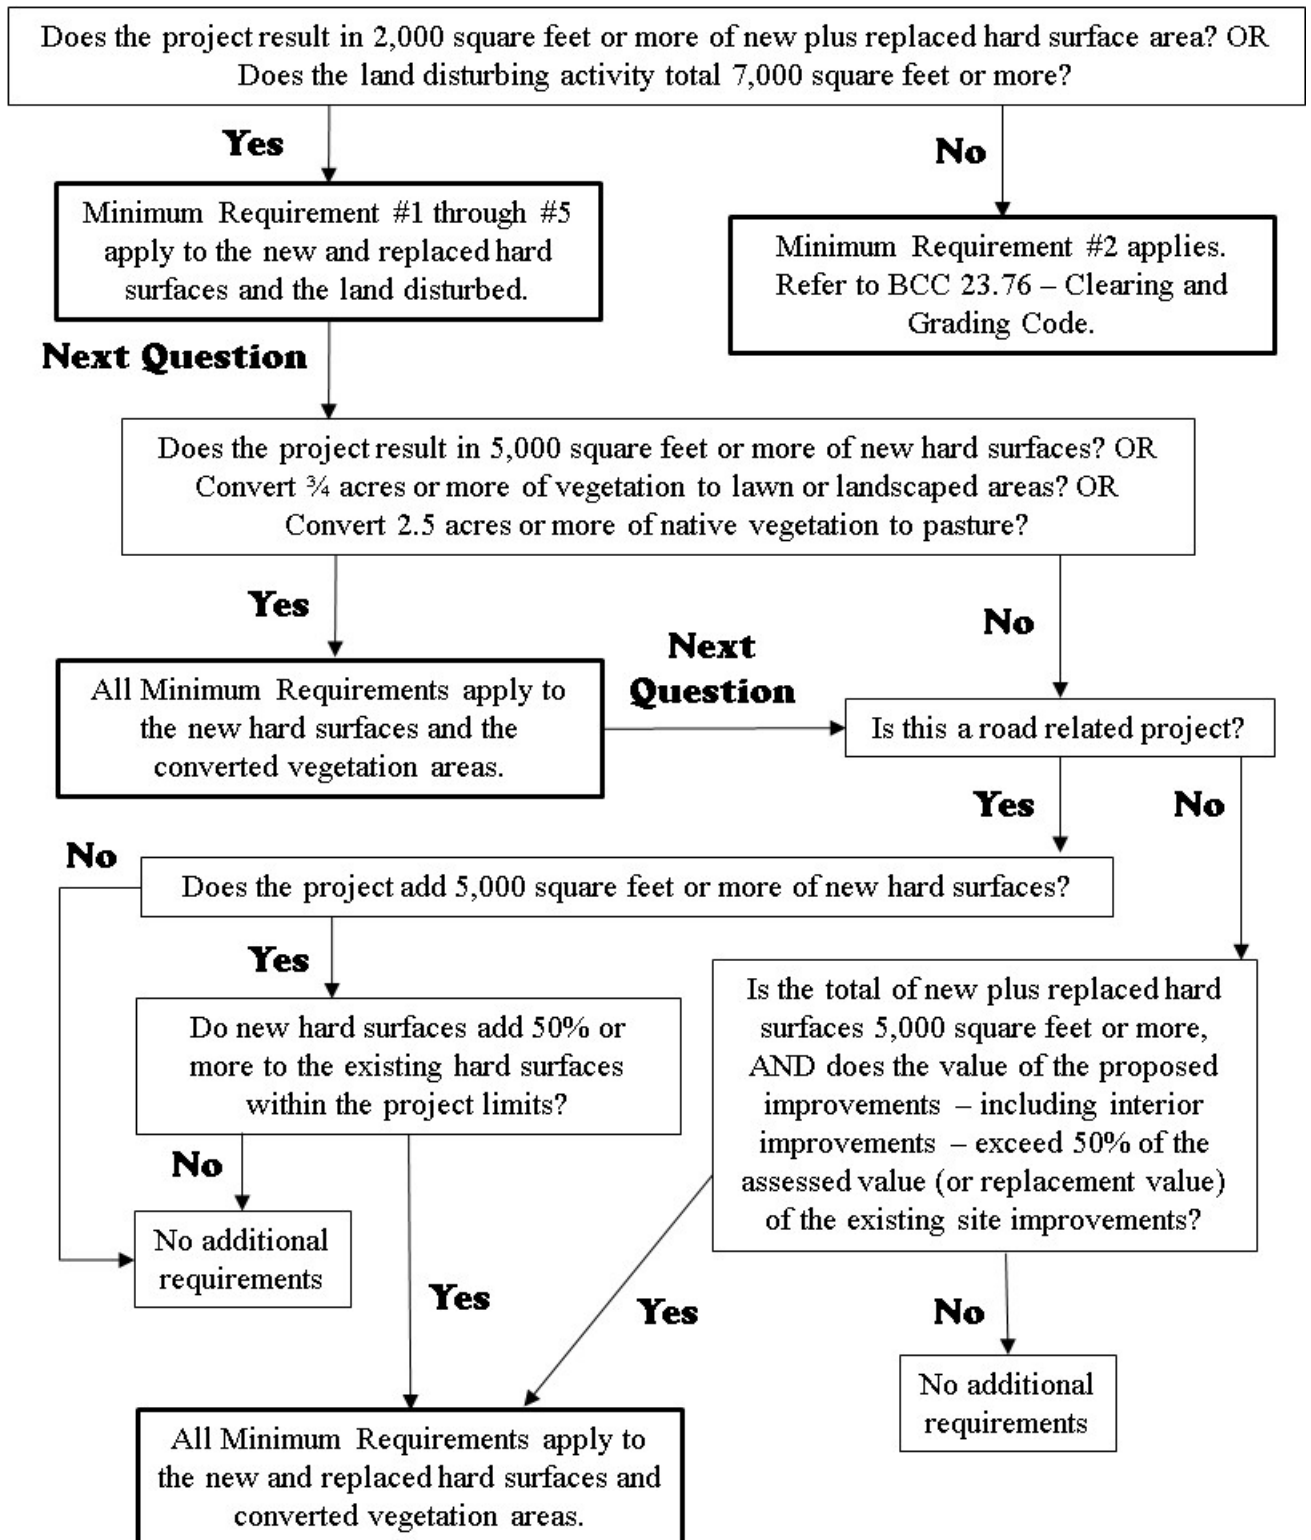 Does the project result in 2,000 square feet or more of new plus replaced hard surface area? OR
Does the land disturbing activity total 7,000 square feet or more?
Yes
No
Minimum Requirement #1 through #5
apply to the new and replaced hard
surfaces and the land disturbed.
Minimum Requirement #2 applies.
Refer to BCC 23.76 – Clearing and
Grading Code.
Next Question
Does the project result in 5,000 square feet or more of new hard surfaces? OR
Convert ¾ acres or more of vegetation to lawn or landscaped areas? OR
Convert 2.5 acres or more of native vegetation to pasture?
Yes
No
All Minimum Requirements apply to
the new hard surfaces and the
converted vegetation areas.
Next
Question
Is this a road related project?
Yes
No
No
Does the project add 5,000 square feet or more of new hard surfaces?
Yes
Do new hard surfaces add 50% or
more to the existing hard surfaces
within the project limits?
Is the total of new plus replaced hard
surfaces 5,000 square feet or more,
AND does the value of the proposed
improvements – including interior
improvements – exceed 50% of the
assessed value (or replacement value)
of the existing site improvements?
No
No additional
requirements
Yes
Yes
No
No additional
requirements
All Minimum Requirements apply to
the new and replaced hard surfaces and
converted vegetation areas.